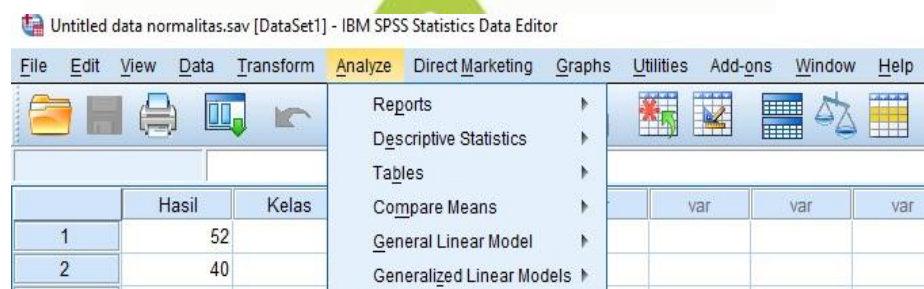 Untitled data normalitas.sav [DataSet1] - IBM SPSS Statistics Data Editor
File Edit View Data Transform Analyze Direct Marketing Graphs Utilities Add-ons Window Help
Reports
Descriptive Statistics
Tables
Hasil Kelas Compare Means var var var
1 52 General Linear Model
2 40 Generalized Linear Models